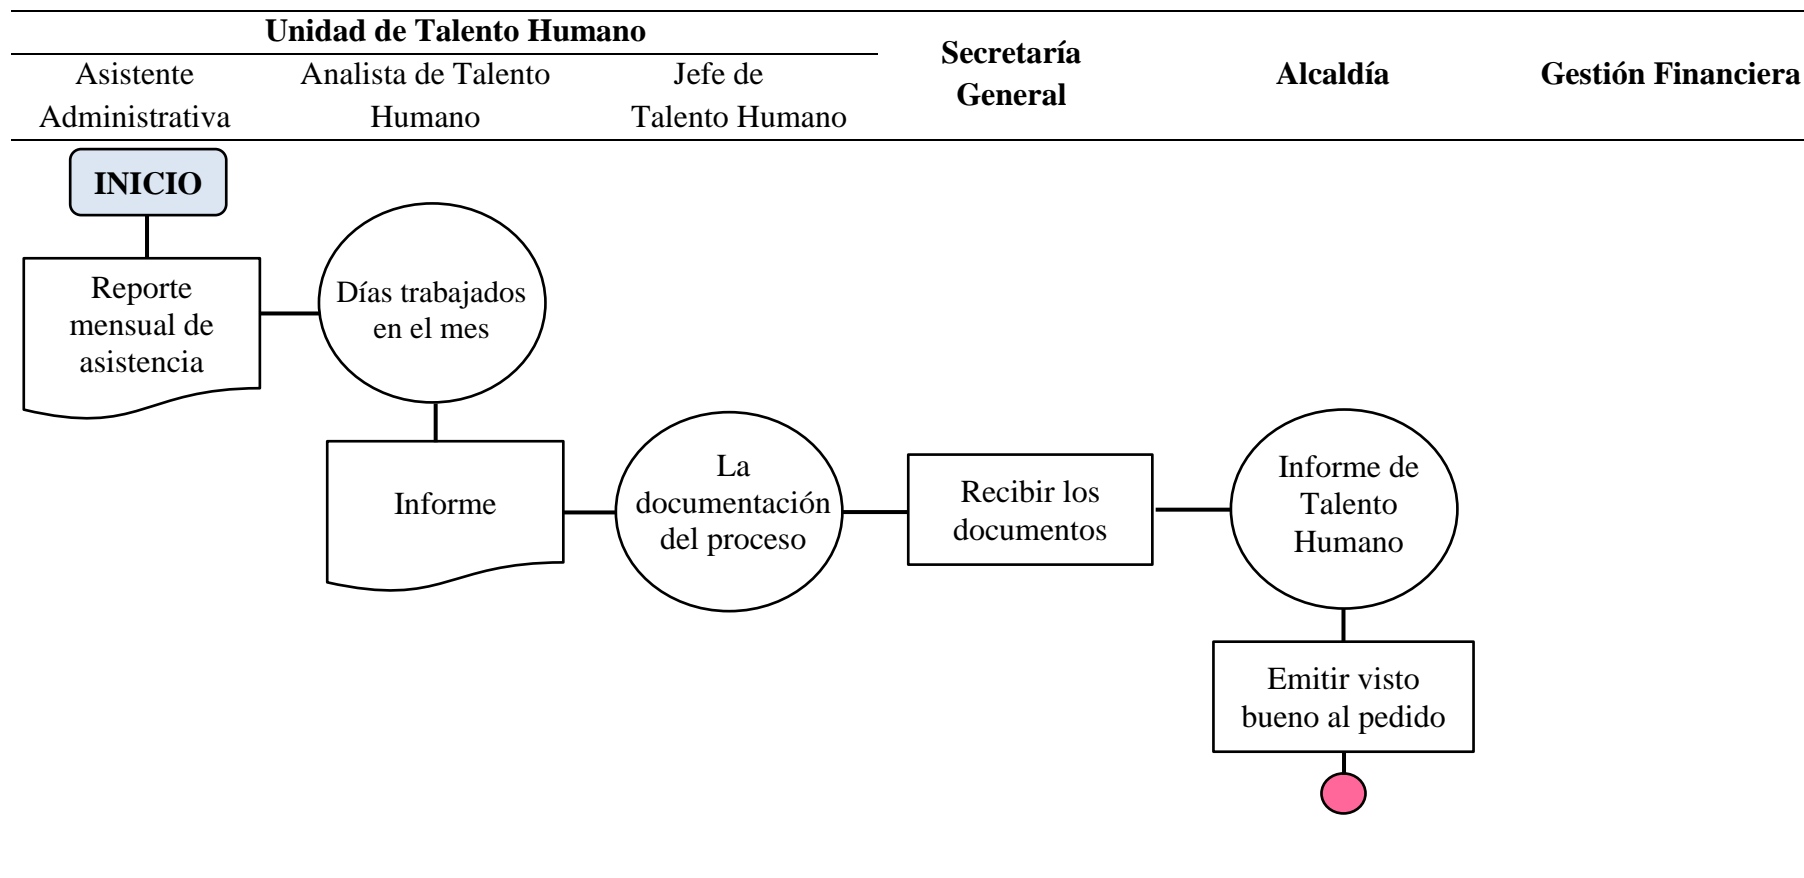 Unidad de Talento Humano
Asistente
Administrativa
Analista de Talento
Humano
Jefe de
Talento Humano
Secretaría
General
Alcaldía
Gestión Financiera
INICIO
Reporte
mensual de
asistencia
Días trabajados
en el mes
Informe
La
documentación
del proceso
Recibir los
documentos
Informe de
Talento
Humano
Emitir visto
bueno al pedido